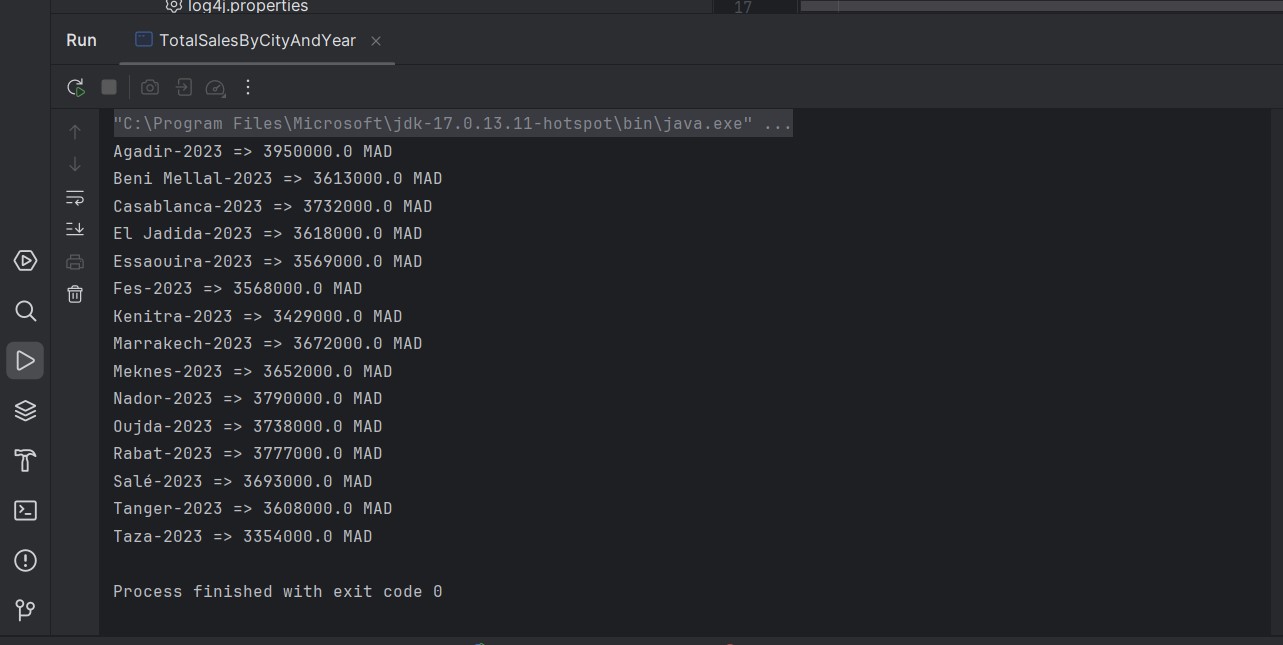 log4j.properties
17
Run
TotalSalesByCityAndYear
"C:\Program Files\Microsoft\jdk-17.0.13.11-hotspot\bin\java.exe" ...
Agadir-2023 => 3950000.0 MAD
Beni Mellal-2023 => 3613000.0 MAD
Casablanca-2023 => 3732000.0 MAD
El Jadida-2023 => 3618000.0 MAD
Essaouira-2023 => 3569000.0 MAD
Fes-2023 => 3568000.0 MAD
Kenitra-2023 => 3429000.0 MAD
Marrakech-2023 => 3672000.0 MAD
Meknes-2023 => 3652000.0 MAD
Nador-2023 => 3790000.0 MAD
Oujda-2023 => 3738000.0 MAD
Rabat-2023 => 3777000.0 MAD
Salé-2023 => 3693000.0 MAD
Tanger-2023 => 3608000.0 MAD
Taza-2023 => 3354000.0 MAD
Process finished with exit code 0